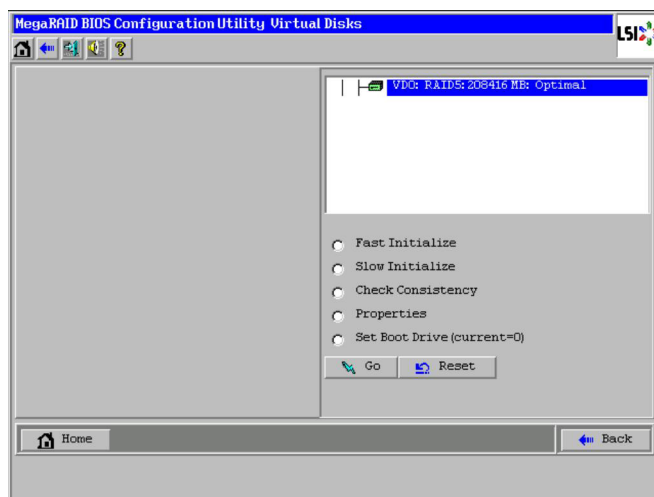 MegaRAID BIOS Configuration Utility Virtual Disks
LSI
VD0: RAID5: 208416 MB: Optimal
Fast Initialize
Slow Initialize
Check Consistency
Properties
Set Boot Drive (current=0)
Go
Reset
Home
Back